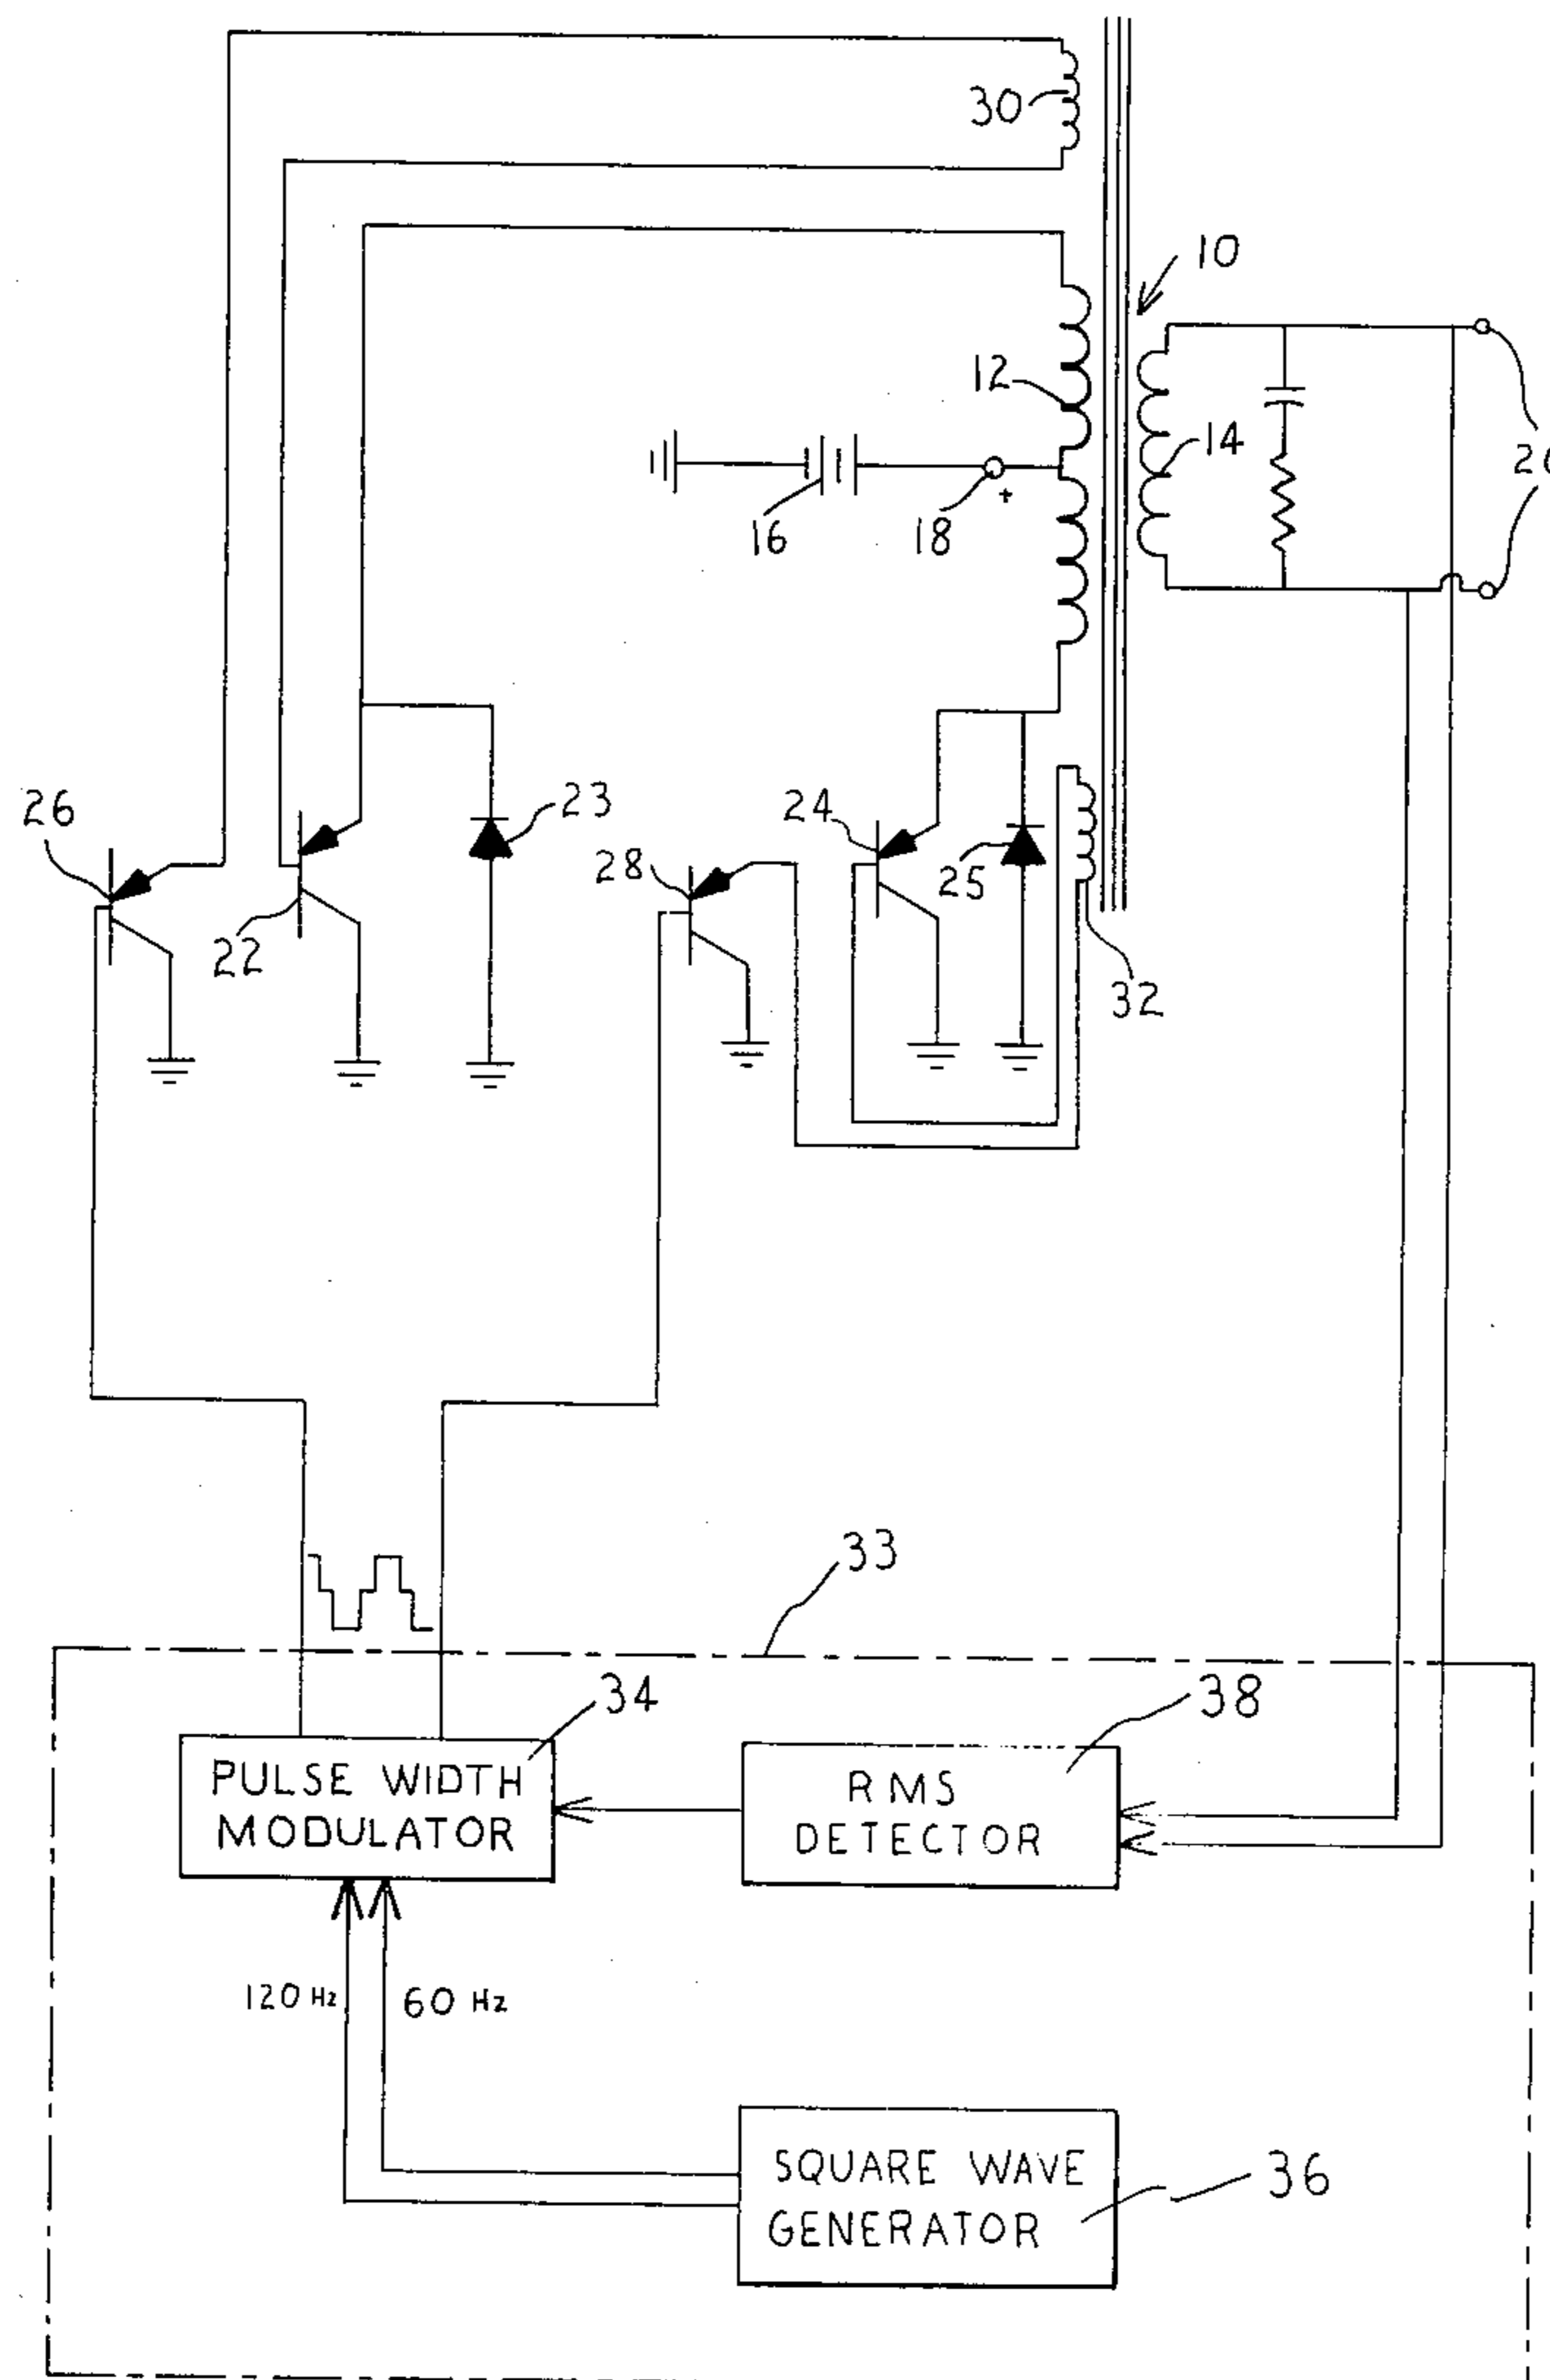 30
10
12
14
16
18
+
26
22
23
28
24
25
32
33
34
PULSE WIDTH
MODULATOR
38
RMS
DETECTOR
120 Hz
60 Hz
SQUARE WAVE
GENERATOR
36